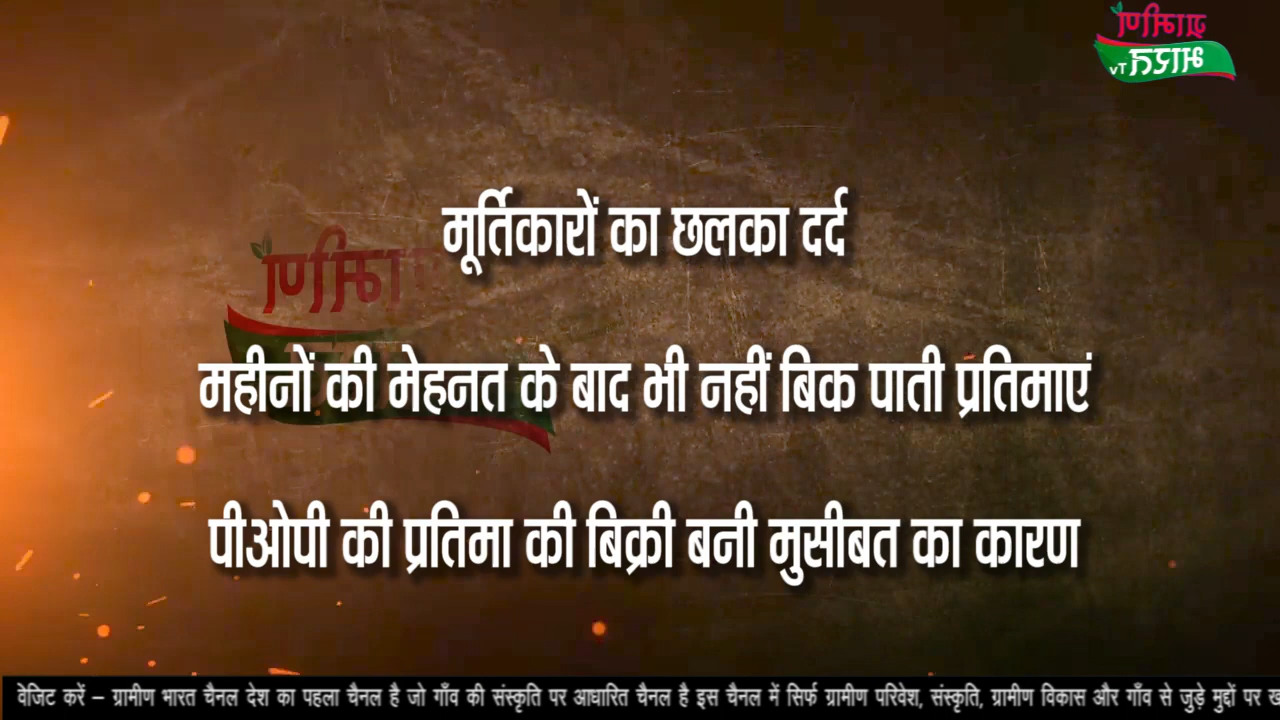 मूर्तिकारों का छलका दर्द
महीनों की मेहनत के बाद भी नहीं बिक पाती प्रतिमाएं
पीओपी की प्रतिमा की बिक्री बनी मुसीबत का कारण
वेजिट करें – ग्रामीण भारत चैनल देश का पहला चैनल है जो गाँव की संस्कृति पर आधारित चैनल है इस चैनल में सिर्फ ग्रामीण परिवेश, संस्कृति, ग्रामीण विकास और गाँव से जुड़े मुद्दों पर